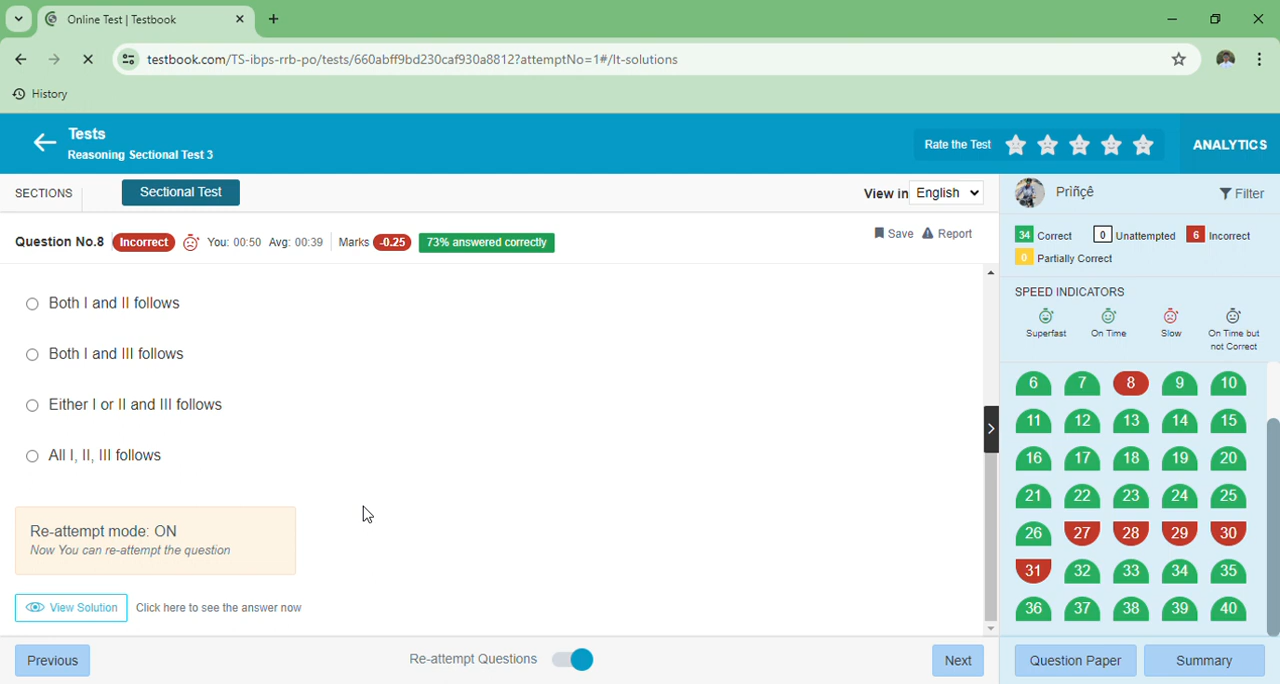 Online Test | Testbook
testbook.com/TS-ibps-rrb-po/tests/660abff9bd230caf930a8812?attemptNo=1#/lt-solutions
History
Tests
Reasoning Sectional Test 3
Rate the Test
ANALYTICS
SECTIONS
Sectional Test
View in English
Question No.8 Incorrect You: 00:50 Avg: 00:39 Marks -0.25 73% answered correctly
Save Report
Both I and II follows
Both I and III follows
Either I or II and III follows
All I, II, III follows
Re-attempt mode: ON
Now You can re-attempt the question
View Solution Click here to see the answer now
Previous
Re-attempt Questions
Next
Priñçê
Filter
34 Correct 0 Unattempted 6 Incorrect
0 Partially Correct
SPEED INDICATORS
Superfast On Time Slow On Time but
not Correct
6 7 8 9 10
11 12 13 14 15
16 17 18 19 20
21 22 23 24 25
26 27 28 29 30
31 32 33 34 35
36 37 38 39 40
Question Paper Summary